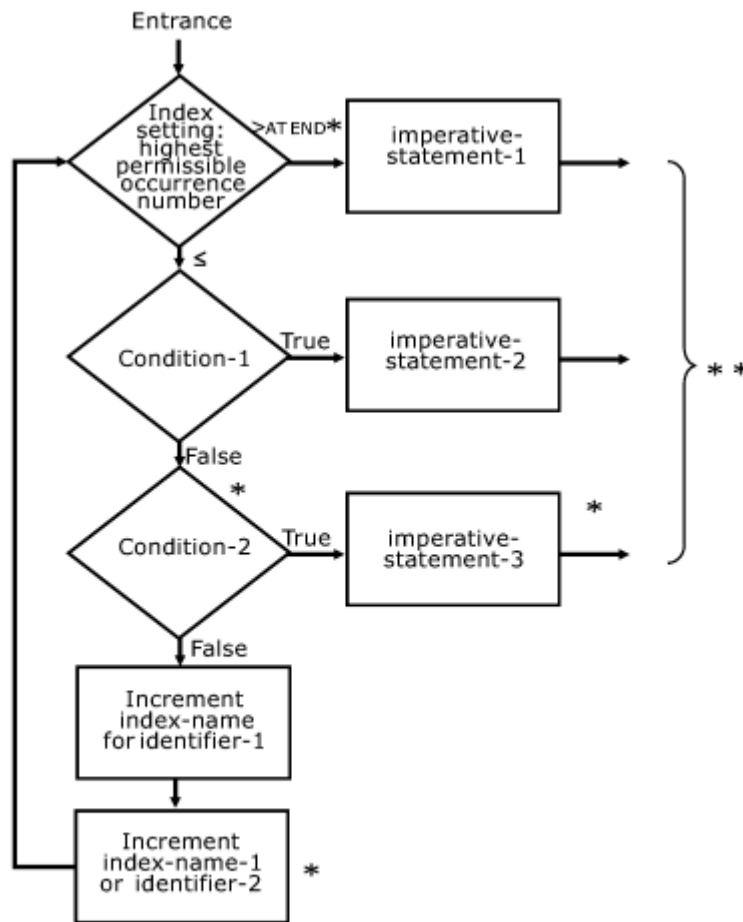 Entrance
Index
setting:
highest
permissible
occurrence
number
>AT END*
imperative-
statement-1
≤
Condition-1
True
imperative-
statement-2
* *
False
*
Condition-2
True
imperative-
statement-3
*
False
Increment
index-name
for identifier-1
Increment
index-name-1
or identifier-2
*